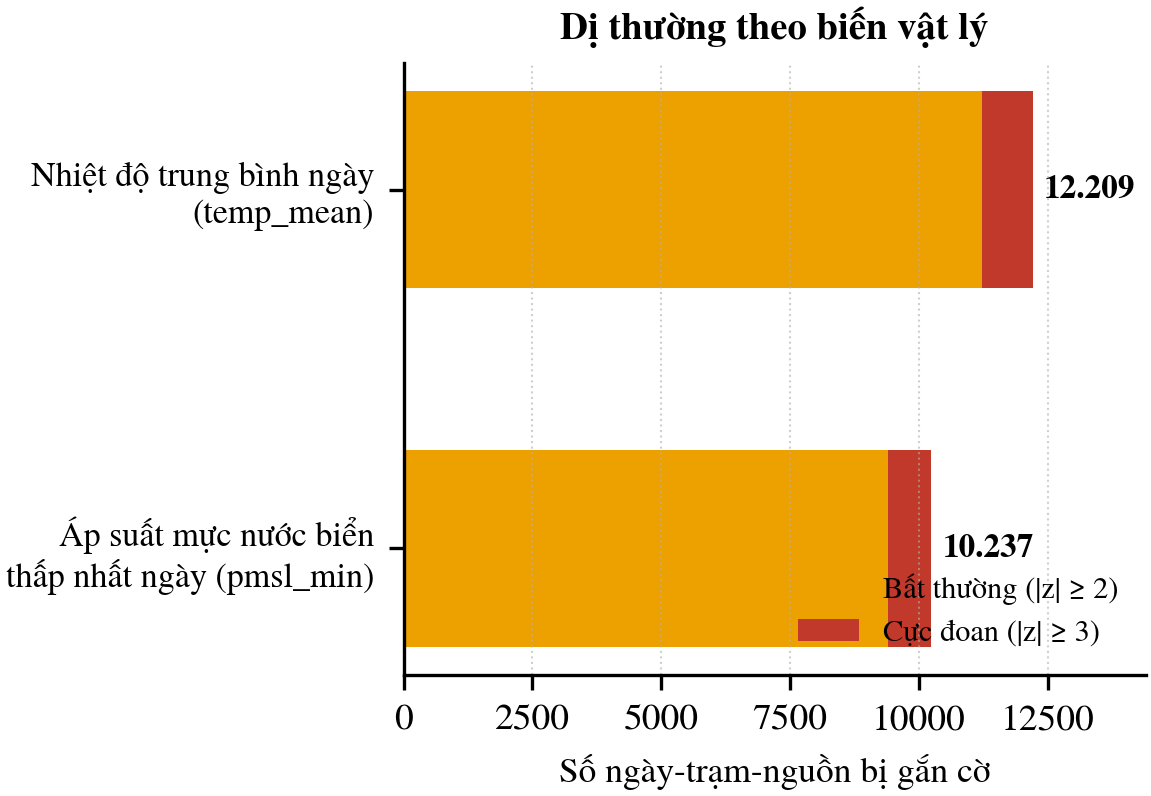 Dị thường theo biến vật lý
Nhiệt độ trung bình ngày
(temp_mean)
12.209
Áp suất mực nước biển
thấp nhất ngày (pmsl_min)
10.237
Bất thường (|z| ≥ 2)
Cực đoan (|z| ≥ 3)
0 2500 5000 7500 10000 12500
Số ngày-trạm-nguồn bị gắn cờ